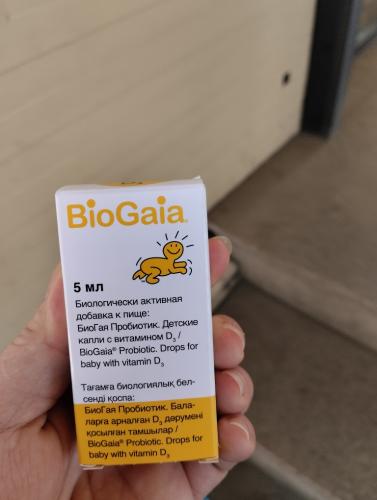 BioGaia
5 мл
Биологически активная
добавка к пище:
БиоГая Пробиотик. Детские
капли с витамином D₃ /
BioGaia® Probiotic. Drops for
baby with vitamin D₃
Тағамға биологиялық бел-
сенді қоспа:
БиоГая Пробиотик. Бала-
ларға арналған D₃ дәрумені
қосылған тамшылар /
BioGaia® Probiotic. Drops for
baby with vitamin D₃